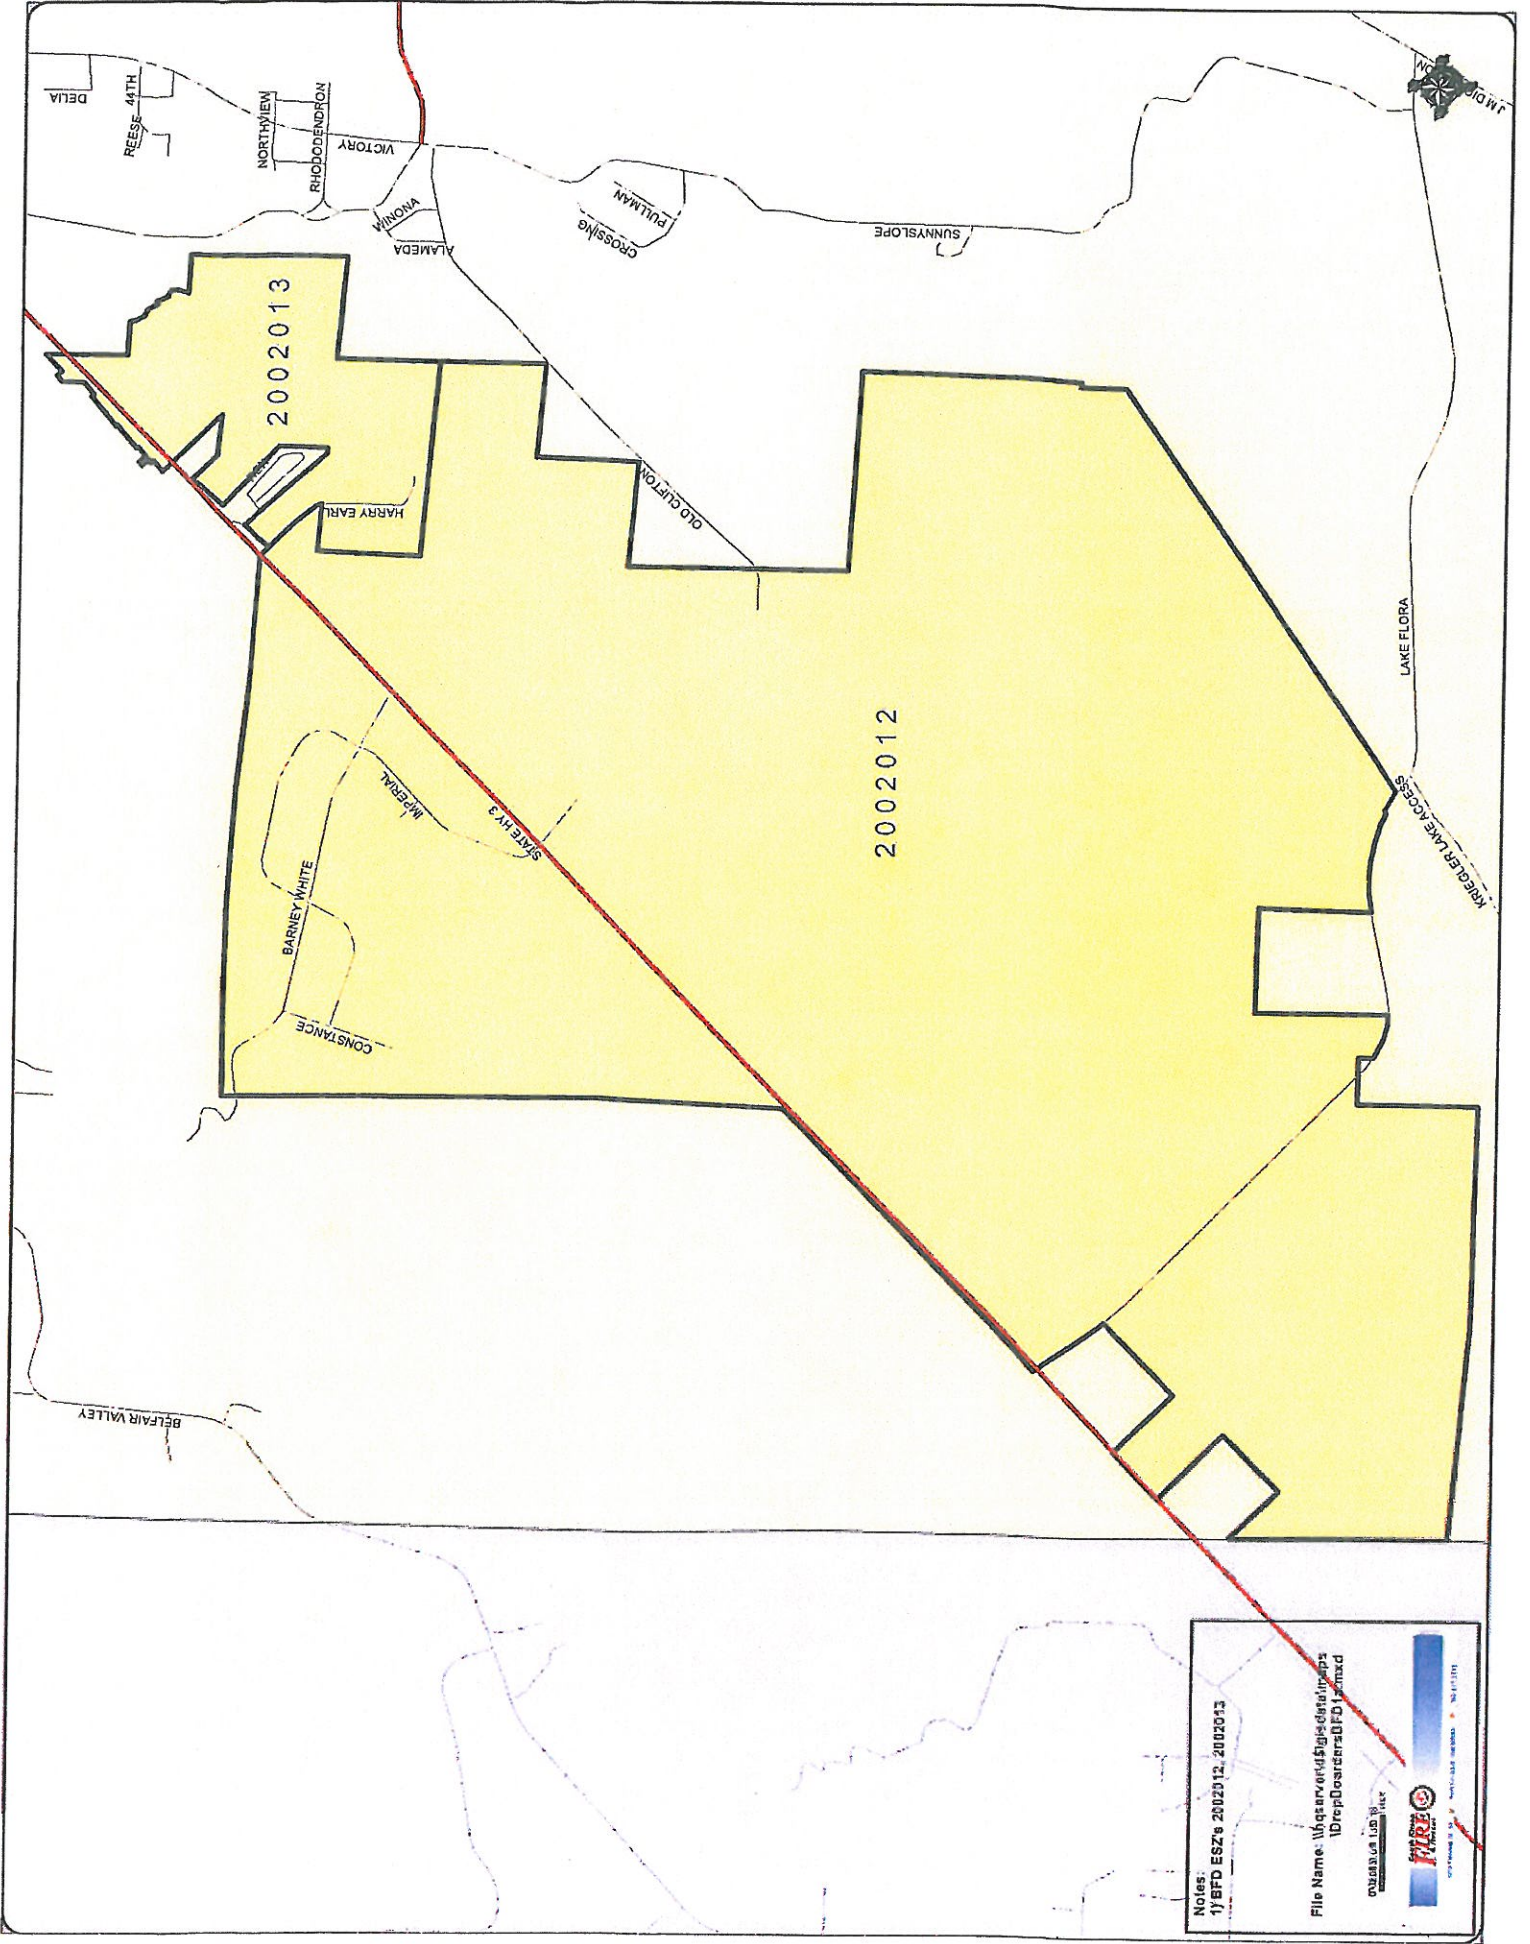 DELIA
REESE
44TH
NORTHVIEW
RHODODENDRON
VICTORY
WINONA
ALAMEDA
PULLMAN
CROSSING
SUNNYSLOPE
2002013
HARRY EARL
OLD CLIFTON
LAKE FLORA
KRIEGLER LAKE ACCESS
2002012
IMPERIAL
STATE HY 3
BARNEY WHITE
CONSTANCE
BELFAIR VALLEY
Notes:
1) BFD ESZ's 2002012, 2002013
File Name:
FIRE